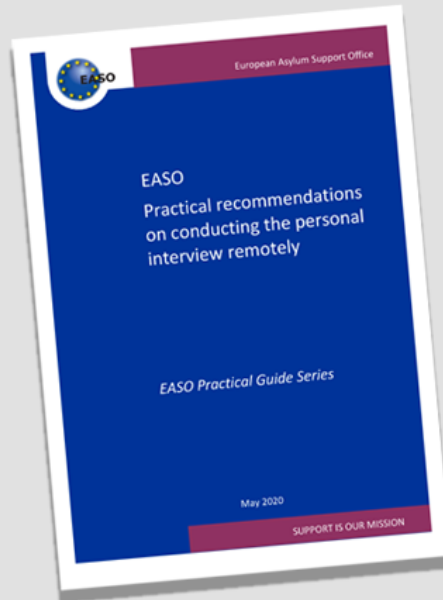 EASO
European Asylum Support Office
EASO
Practical recommendations
on conducting the personal
interview remotely
EASO Practical Guide Series
May 2020
SUPPORT IS OUR MISSION